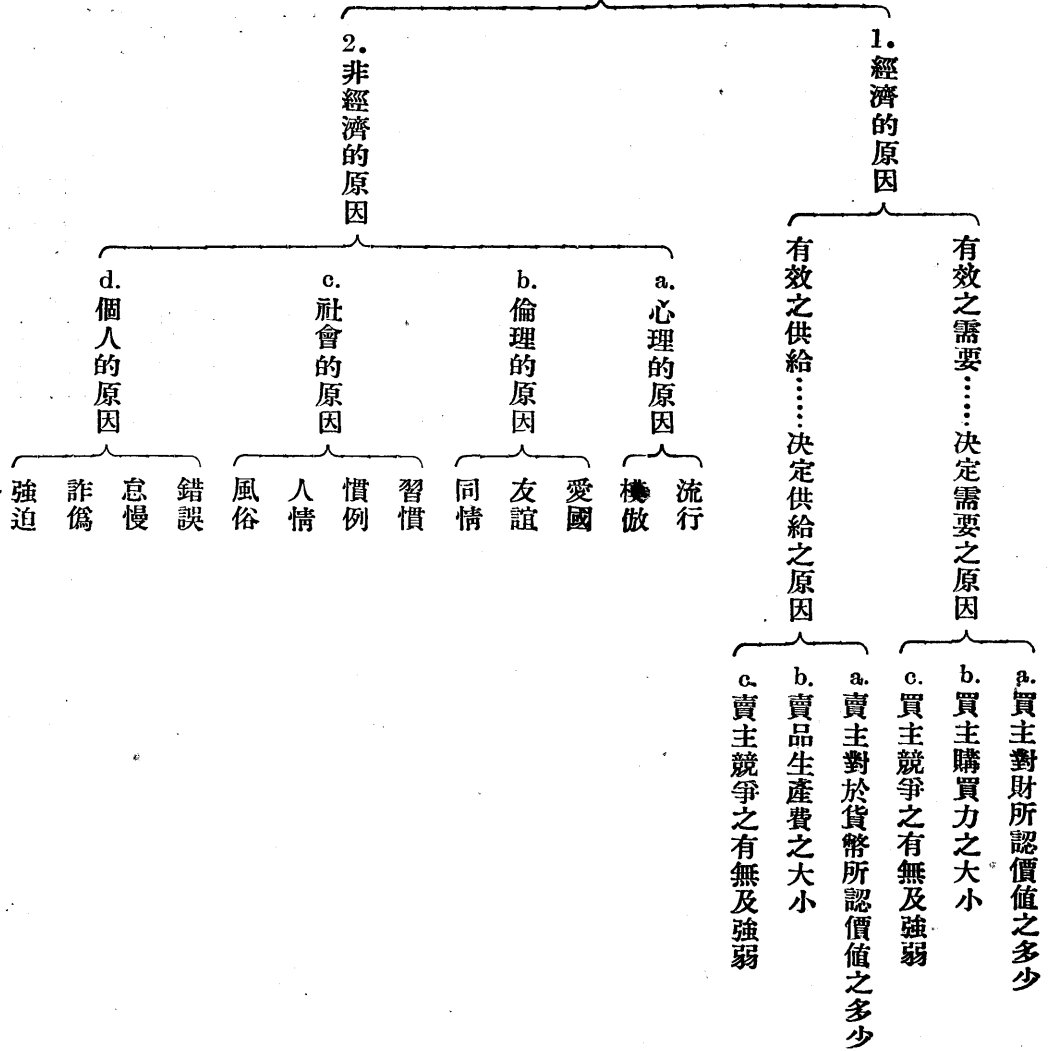 1. 經濟的原因
有效之需要……決定需要之原因
a. 買主對財所認價值之多少
b. 買主購買力之大小
c. 買主競爭之有無及強弱
有效之供給……決定供給之原因
a. 賣主對於貨幣所認價值之多少
b. 賣品生產費之大小
c. 賣主競爭之有無及強弱
2. 非經濟的原因
a. 心理的原因
流行
倣
b. 倫理的原因
愛國
友誼
同情
c. 社會的原因
習慣
慣例
人情
風俗
d. 個人的原因
錯誤
怠慢
詐僞
強迫